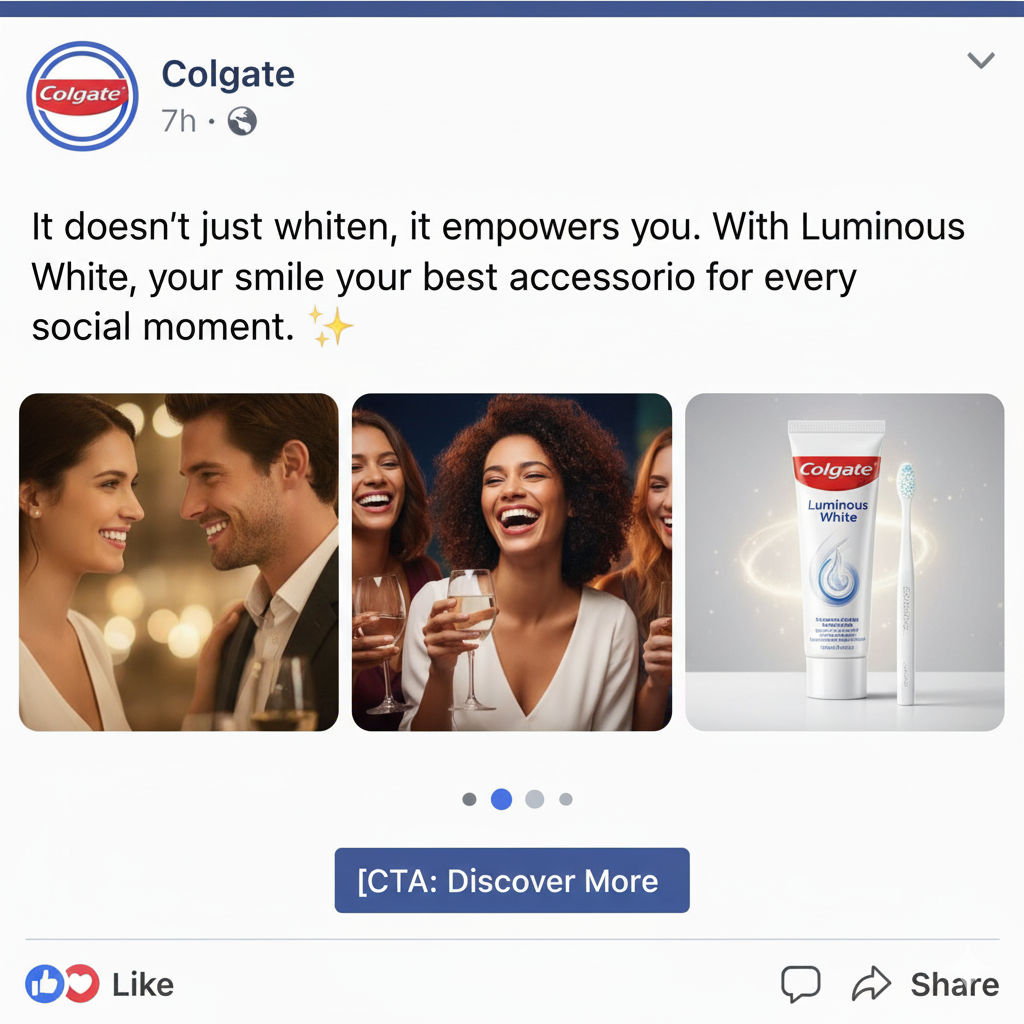 Colgate
Colgate
7h
It doesn't just whiten, it empowers you. With Luminous
White, your smile your best accessorio for every
social moment. ✨
Colgate
Luminous
White
[CTA: Discover More
Like
Share